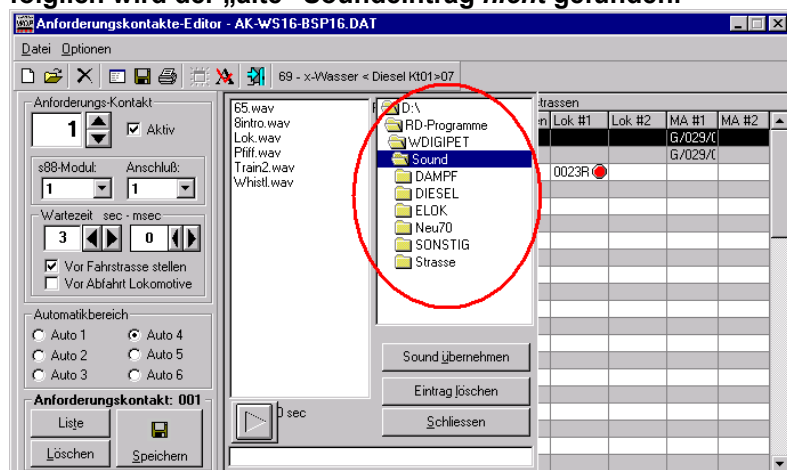 folglich wird der „alte" Soundeintrag nicht gefunden.
Anforderungskontakte-Editor - AK-WS16-BSP16.DAT
Datei Optionen
69 - x-Wasser < Diesel Kt01>07
Anforderungs-Kontakt
1
Aktiv
s88-Modul: Anschluß:
1 1
Wartezeit sec - msec
3 0
Vor Fahrstrasse stellen
Vor Abfahrt Lokomotive
Automatikbereich
Auto 1 Auto 4
Auto 2 Auto 5
Auto 3 Auto 6
Anforderungskontakt: 001
Liste
Löschen Speichern
65.wav
8intro.wav
Lok.wav
Pfiff.wav
Train2.wav
Whistl.wav
sec
D:\
RD-Programme
WDIGIPET
Sound
DAMPF
DIESEL
ELOK
Neu70
SONSTIG
Strasse
Sound übernehmen
Eintrag löschen
Schliessen
trassen
en Lok #1 Lok #2 MA #1 MA #2
G/029/0
G/029/0
0023R